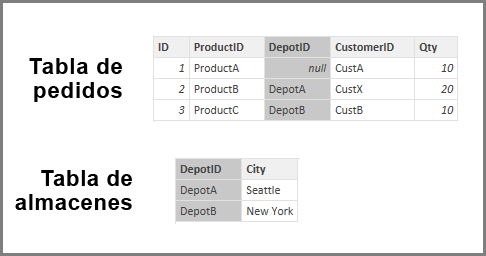 Tabla de
pedidos
ID ProductID DepotID CustomerID Qty
1 ProductA null CustA 10
2 ProductB DepotA CustX 20
3 ProductC DepotB CustB 10
Tabla de
almacenes
DepotID City
DepotA Seattle
DepotB New York